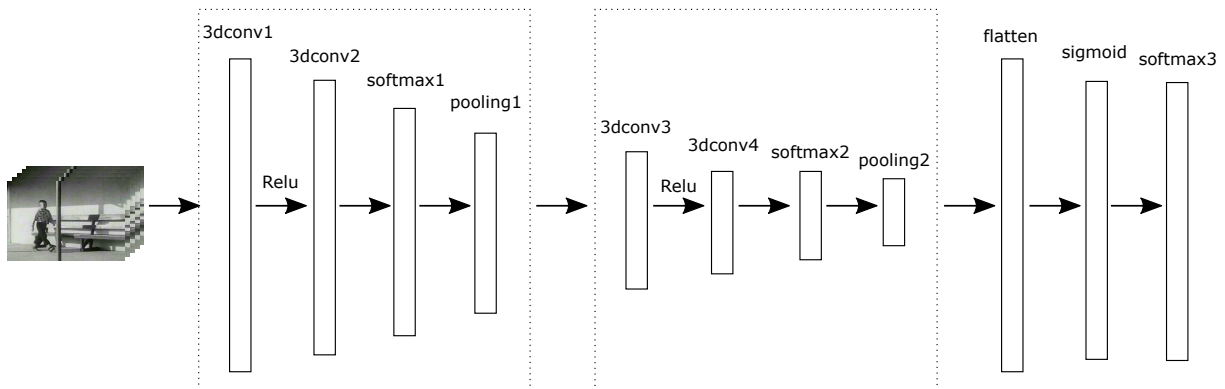 3dconv1
3dconv2
softmax1
pooling1
Relu
3dconv3
3dconv4
softmax2
pooling2
Relu
flatten
sigmoid
softmax3